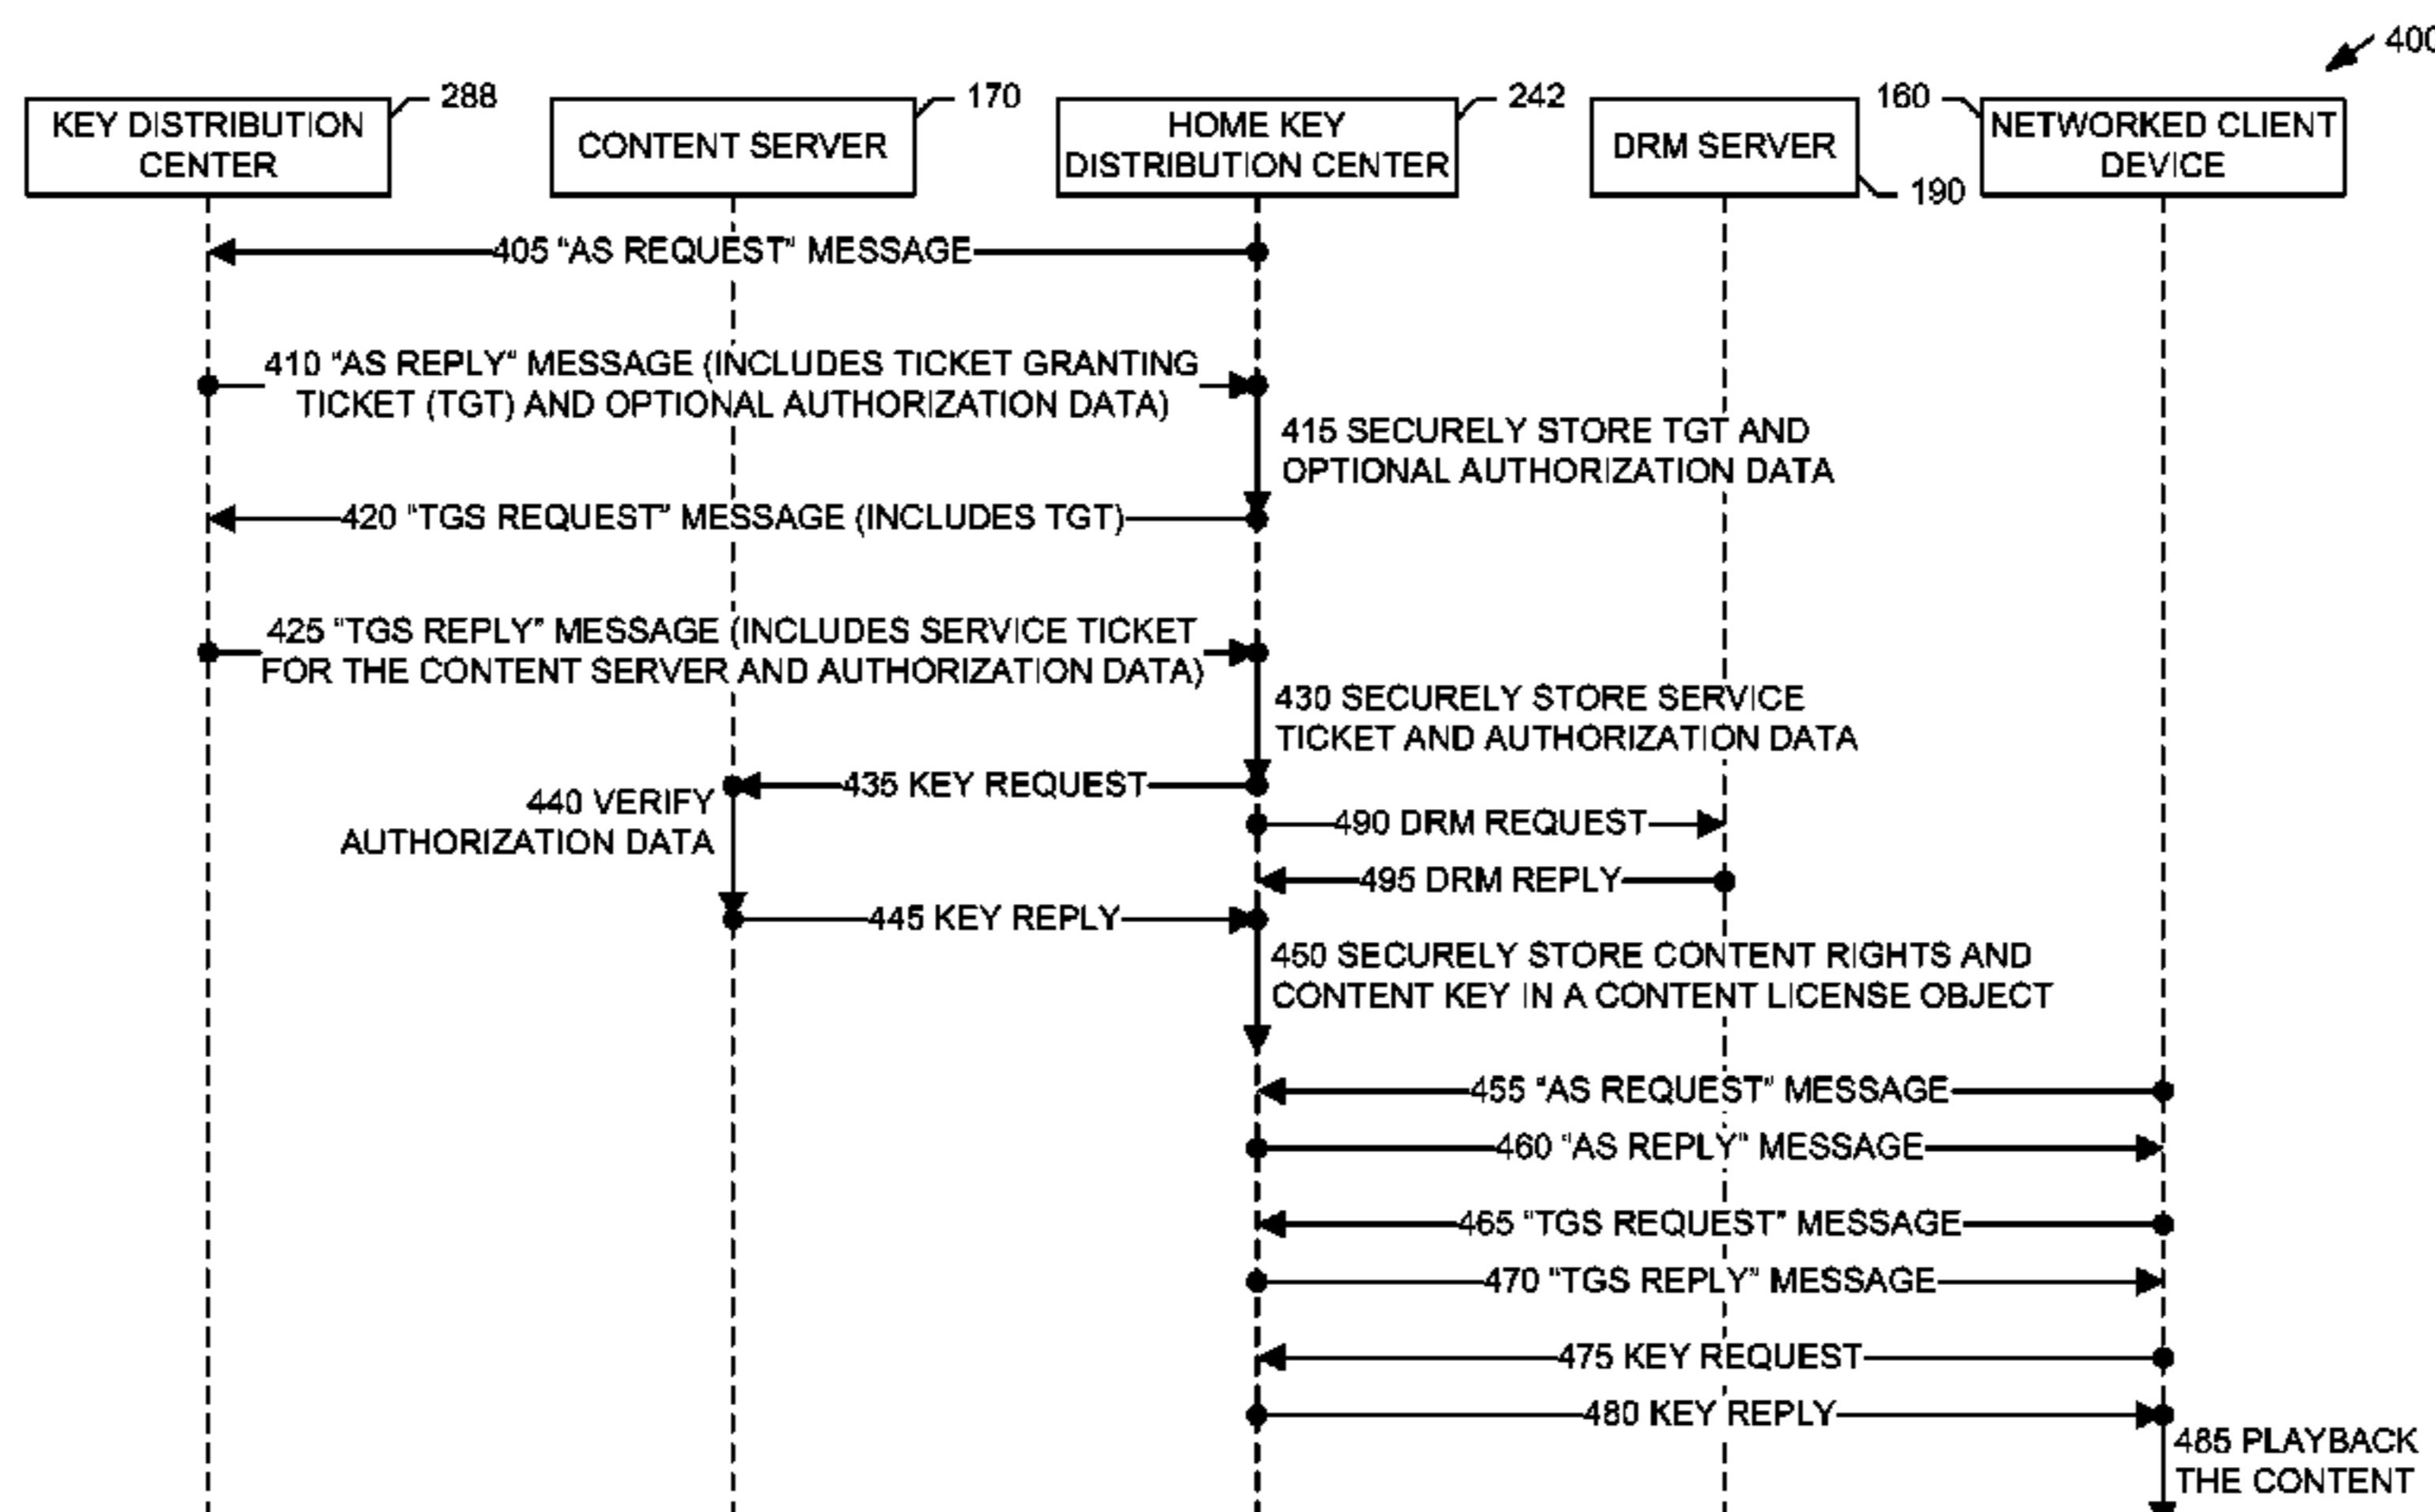 400
288
170
242
160
190
KEY DISTRIBUTION
CENTER
CONTENT SERVER
HOME KEY
DISTRIBUTION CENTER
DRM SERVER
NETWORKED CLIENT
DEVICE
405 "AS REQUEST" MESSAGE
410 "AS REPLY" MESSAGE (INCLUDES TICKET GRANTING
TICKET (TGT) AND OPTIONAL AUTHORIZATION DATA)
415 SECURELY STORE TGT AND
OPTIONAL AUTHORIZATION DATA
420 "TGS REQUEST" MESSAGE (INCLUDES TGT)
425 "TGS REPLY" MESSAGE (INCLUDES SERVICE TICKET
FOR THE CONTENT SERVER AND AUTHORIZATION DATA)
430 SECURELY STORE SERVICE
TICKET AND AUTHORIZATION DATA
435 KEY REQUEST
440 VERIFY
AUTHORIZATION DATA
490 DRM REQUEST
495 DRM REPLY
445 KEY REPLY
450 SECURELY STORE CONTENT RIGHTS AND
CONTENT KEY IN A CONTENT LICENSE OBJECT
455 "AS REQUEST" MESSAGE
460 "AS REPLY" MESSAGE
465 "TGS REQUEST" MESSAGE
470 "TGS REPLY" MESSAGE
475 KEY REQUEST
480 KEY REPLY
485 PLAYBACK
THE CONTENT